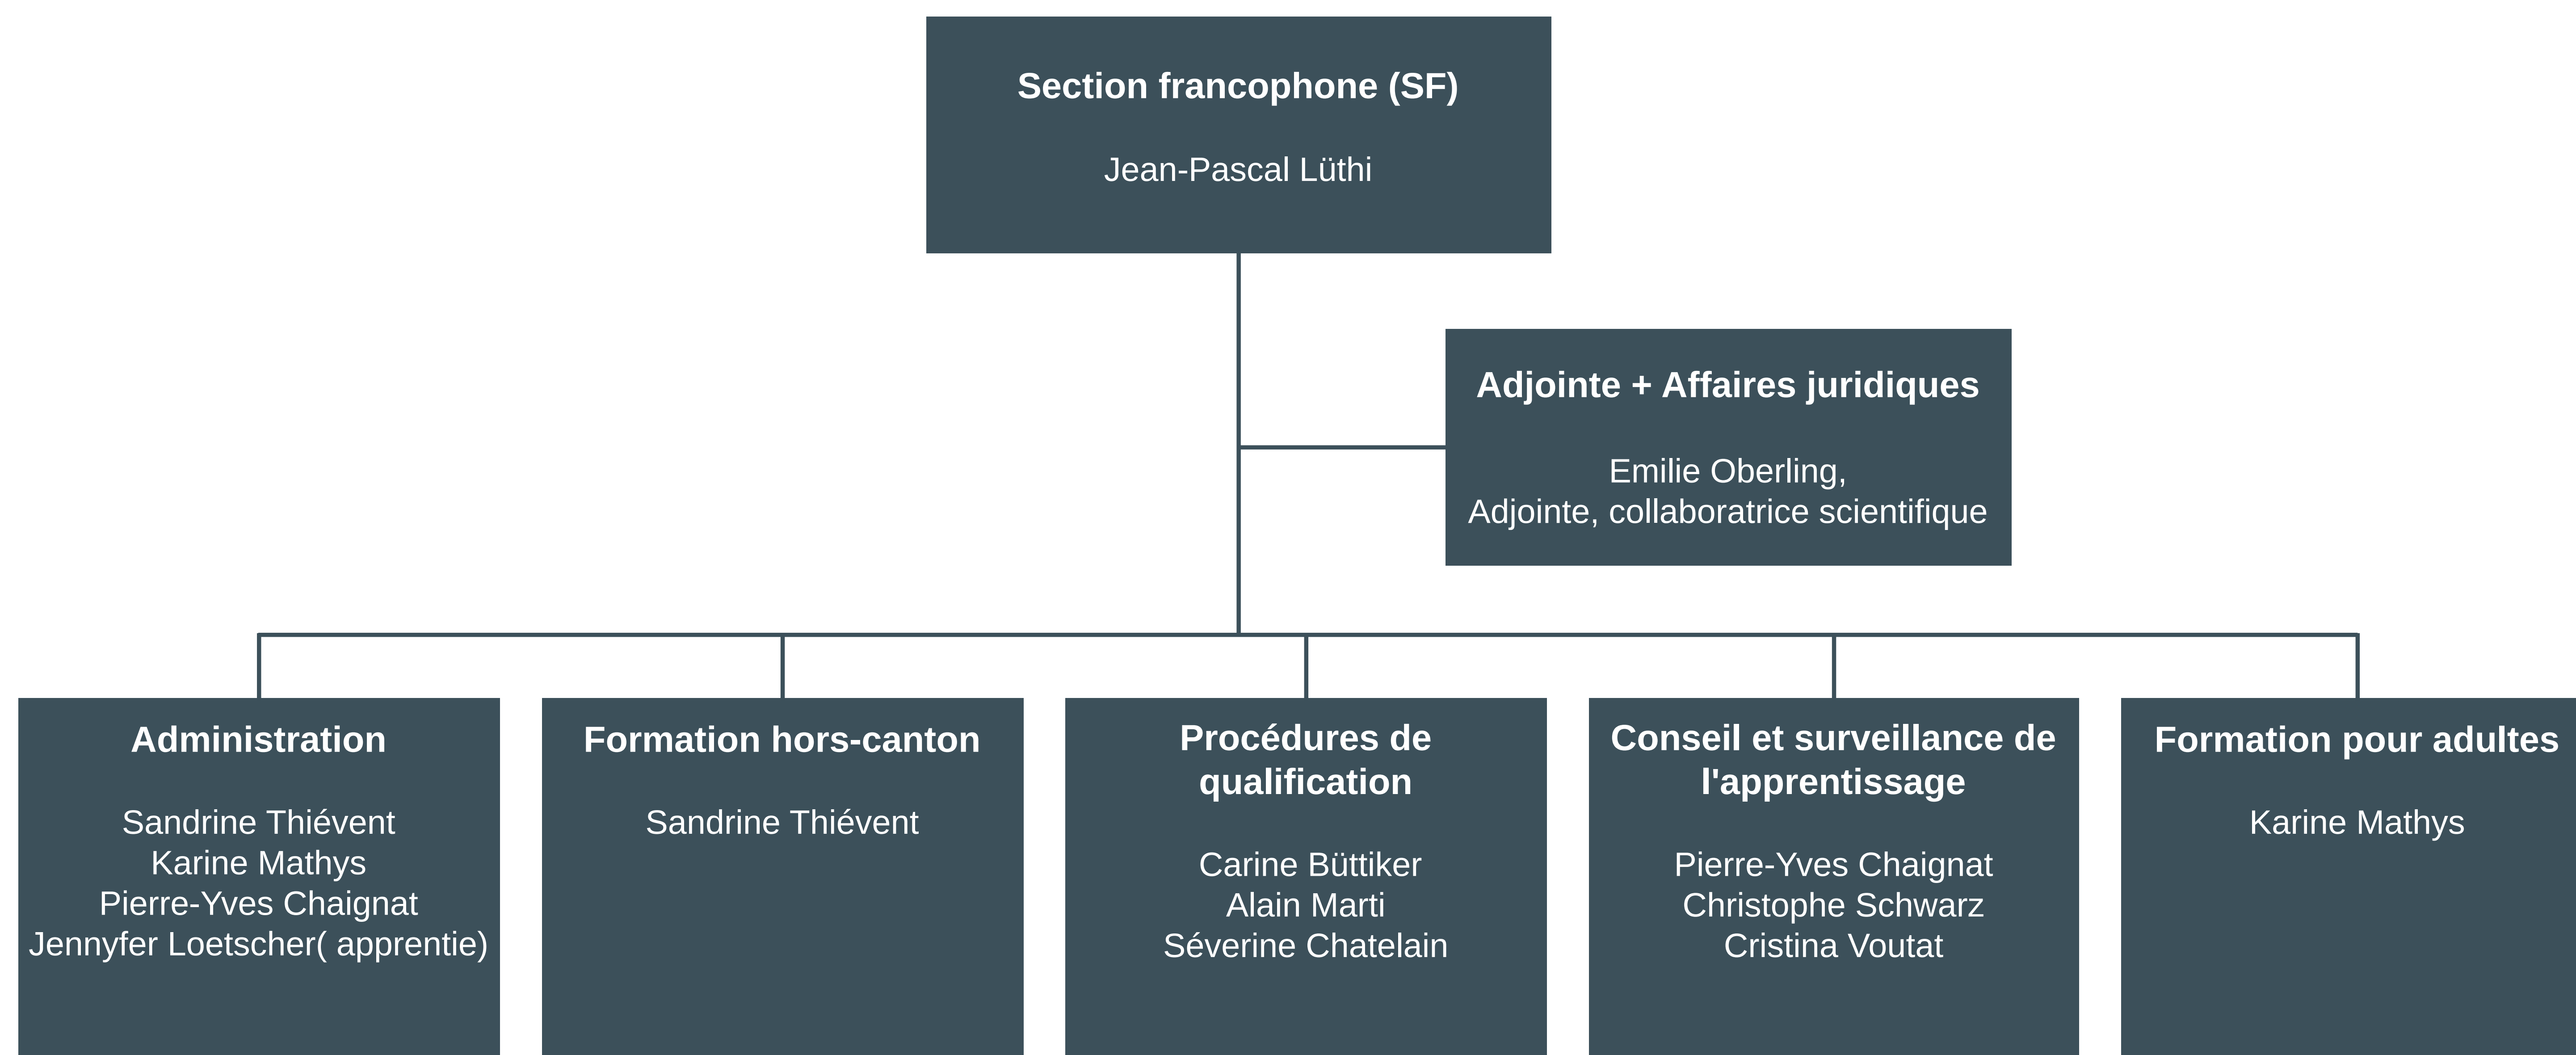 Section francophone (SF)
Jean-Pascal Lüthi
Adjointe + Affaires juridiques
Emilie Oberling,
Adjointe, collaboratrice scientifique
Administration
Sandrine Thiévent
Karine Mathys
Pierre-Yves Chaignat
Jennyfer Loetscher( apprentie)
Formation hors-canton
Sandrine Thiévent
Procédures de
qualification
Carine Büttiker
Alain Marti
Séverine Chatelain
Conseil et surveillance de
l'apprentissage
Pierre-Yves Chaignat
Christophe Schwarz
Cristina Voutat
Formation pour adultes
Karine Mathys